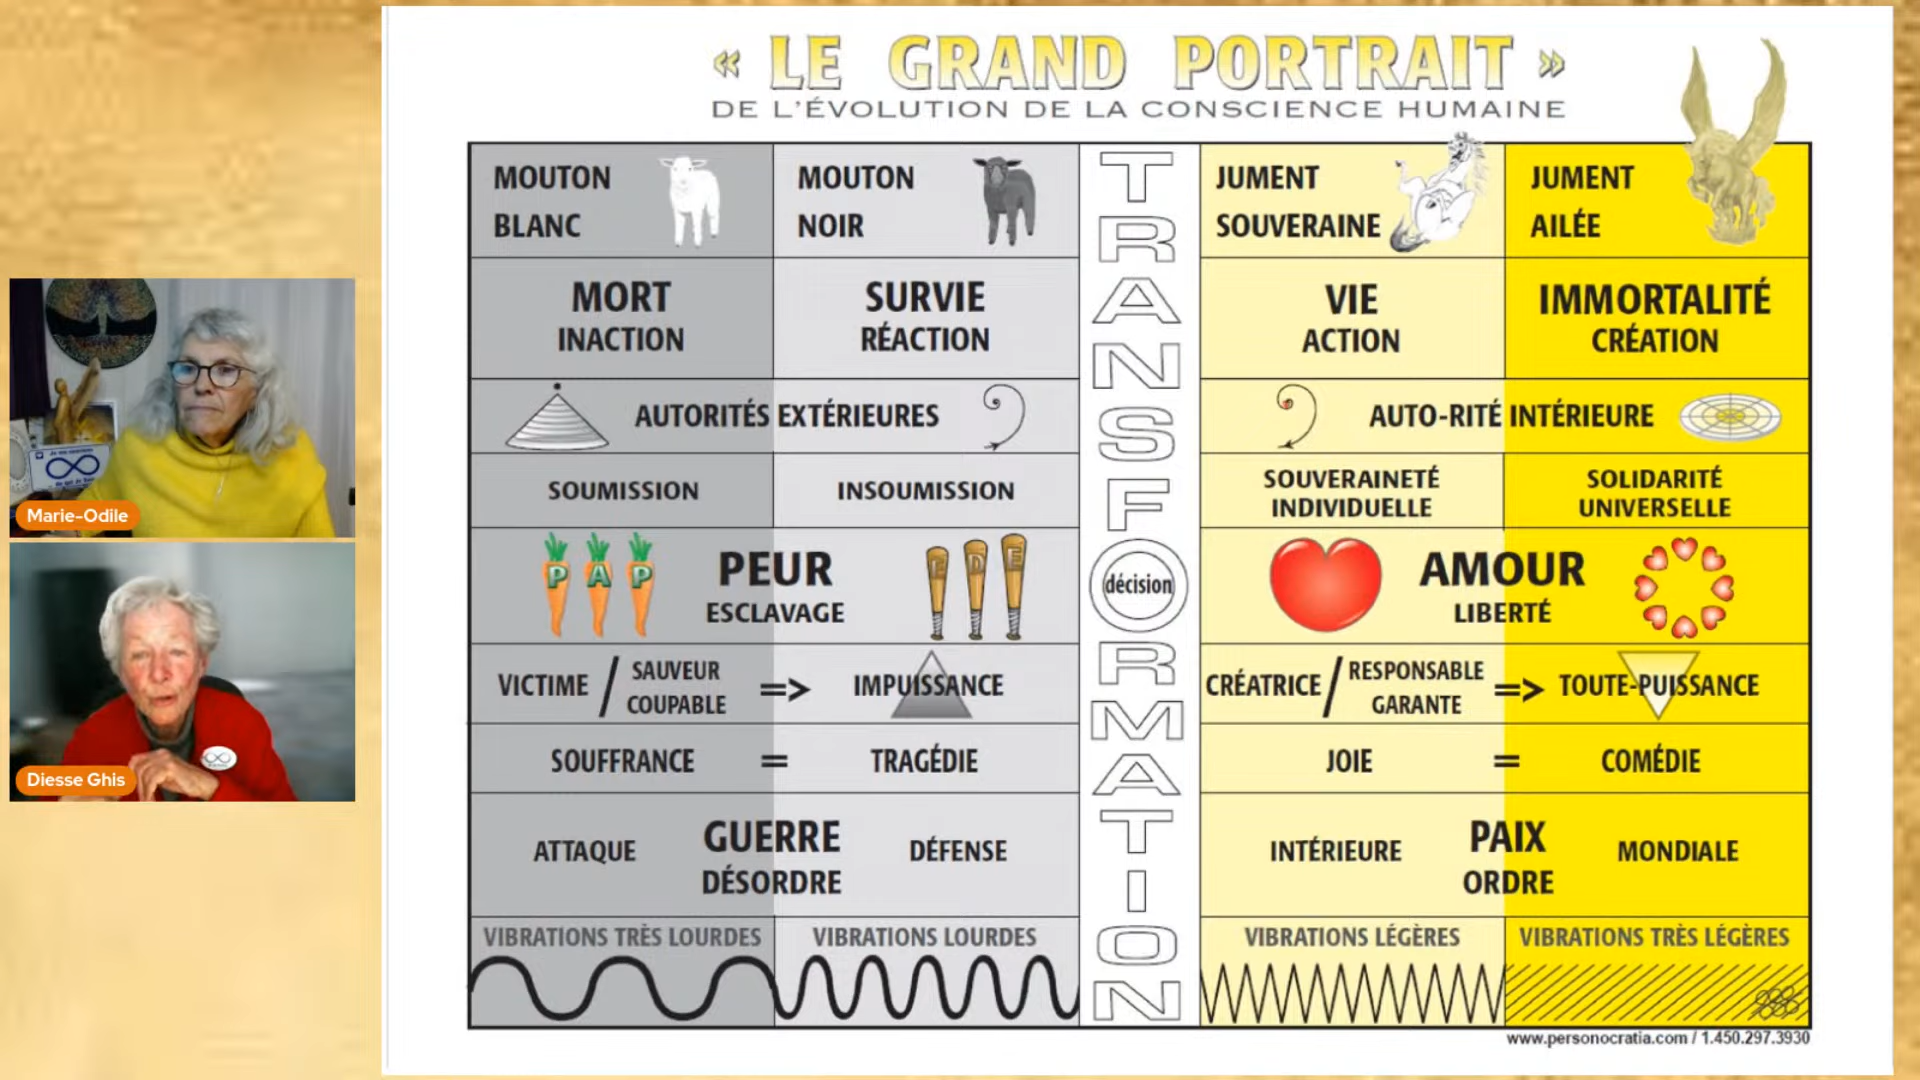 « LE GRAND PORTRAIT »
DE L'ÉVOLUTION DE LA CONSCIENCE HUMAINE
MOUTON
BLANC
MOUTON
NOIR
JUMENT
SOUVERAINE
JUMENT
AILÉE
MORT
INACTION
SURVIE
RÉACTION
VIE
ACTION
IMMORTALITÉ
CRÉATION
AUTORITÉS EXTÉRIEURES
AUTO-RITÉ INTÉRIEURE
SOUMISSION
INSOUMISSION
SOUVERAINETÉ
INDIVIDUELLE
SOLIDARITÉ
UNIVERSELLE
P A P
PEUR
ESCLAVAGE
E D E
AMOUR
LIBERTÉ
VICTIME / SAUVEUR
COUPABLE
=> IMPUISSANCE
CRÉATRICE / RESPONSABLE
GARANTE
=> TOUTE-PUISSANCE
SOUFFRANCE = TRAGÉDIE
JOIE = COMÉDIE
ATTAQUE
GUERRE
DÉSORDRE
DÉFENSE
INTÉRIEURE
PAIX
ORDRE
MONDIALE
VIBRATIONS TRÈS LOURDES
VIBRATIONS LOURDES
VIBRATIONS LÉGÈRES
VIBRATIONS TRÈS LÉGÈRES
TRANSFORMATION
décision
www.personocratia.com / 1.450.297.3930
Marie-Odile
Diesse Ghis